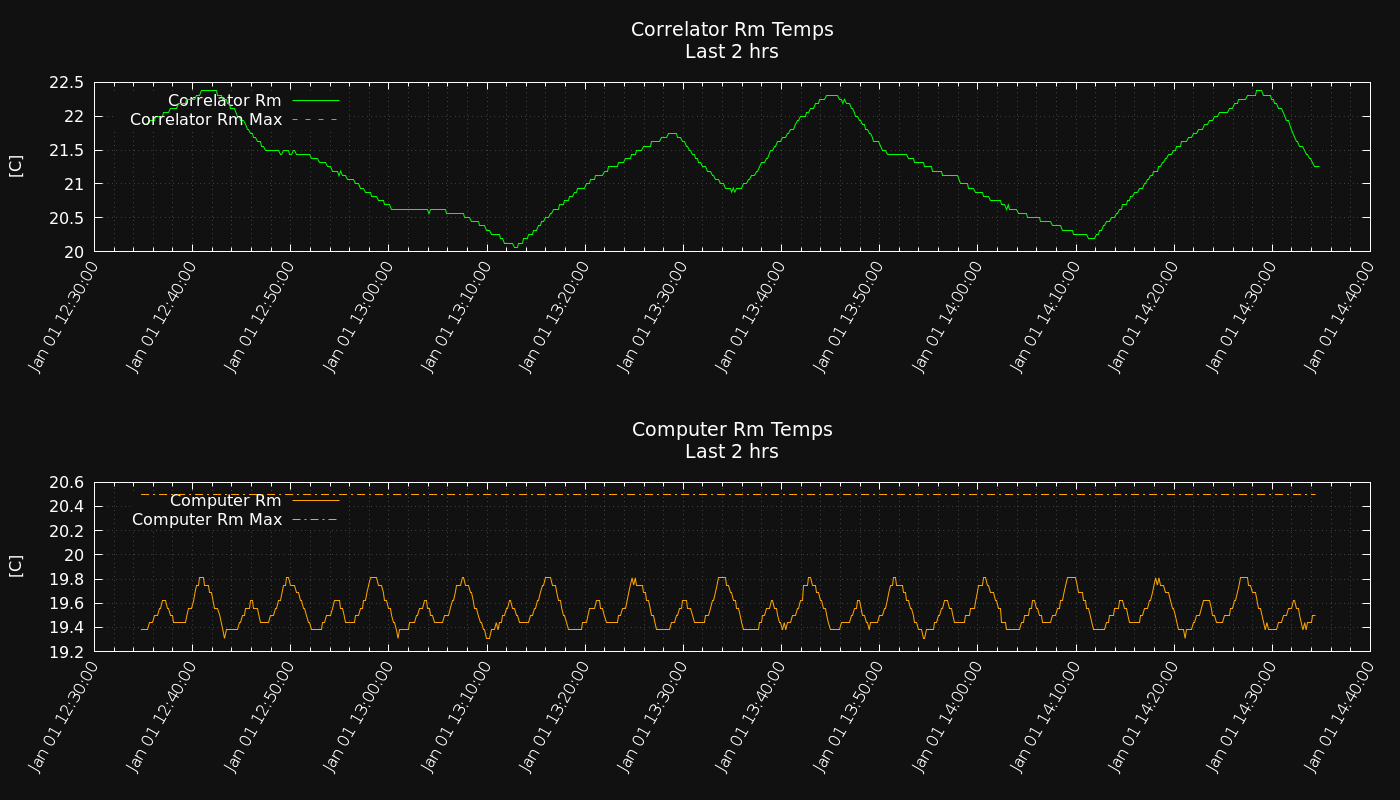 Correlator Rm Temps
Last 2 hrs
[C]
22.5
22
21.5
21
20.5
20
Correlator Rm
Correlator Rm Max
Jan 01 12:30:00
Jan 01 12:40:00
Jan 01 12:50:00
Jan 01 13:00:00
Jan 01 13:10:00
Jan 01 13:20:00
Jan 01 13:30:00
Jan 01 13:40:00
Jan 01 13:50:00
Jan 01 14:00:00
Jan 01 14:10:00
Jan 01 14:20:00
Jan 01 14:30:00
Jan 01 14:40:00
Computer Rm Temps
Last 2 hrs
[C]
20.6
20.4
20.2
20
19.8
19.6
19.4
19.2
Computer Rm
Computer Rm Max
Jan 01 12:30:00
Jan 01 12:40:00
Jan 01 12:50:00
Jan 01 13:00:00
Jan 01 13:10:00
Jan 01 13:20:00
Jan 01 13:30:00
Jan 01 13:40:00
Jan 01 13:50:00
Jan 01 14:00:00
Jan 01 14:10:00
Jan 01 14:20:00
Jan 01 14:30:00
Jan 01 14:40:00